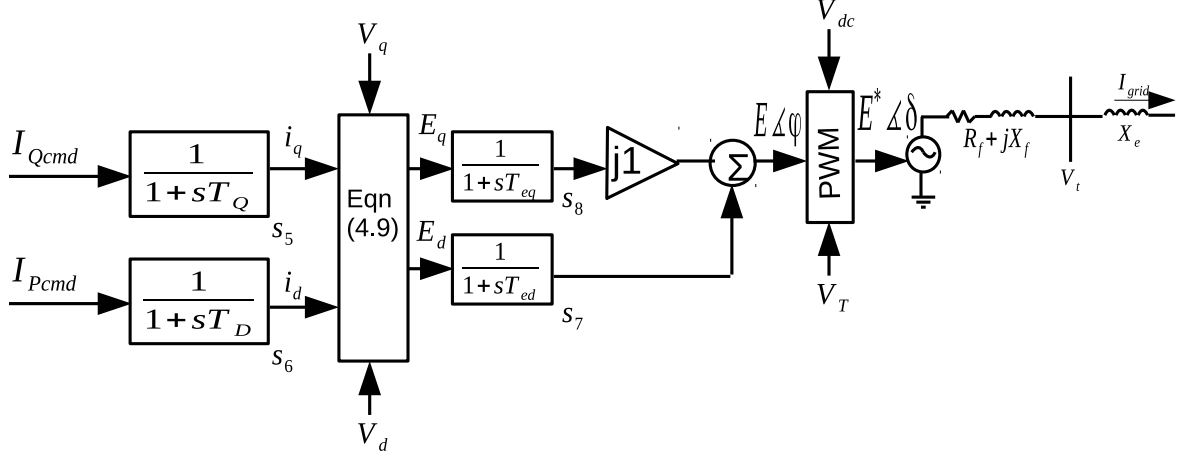 V_q
V_dc
I_Qcmd
1
1+sT_Q
i_q
s_5
E_q
1
1+sT_eq
s_8
j1
Σ
E∡φ
PWM
E*∡δ
R_f + jX_f
I_grid
X_e
V_t
Eqn
(4.9)
I_Pcmd
1
1+sT_D
i_d
s_6
E_d
1
1+sT_ed
s_7
V_T
V_d